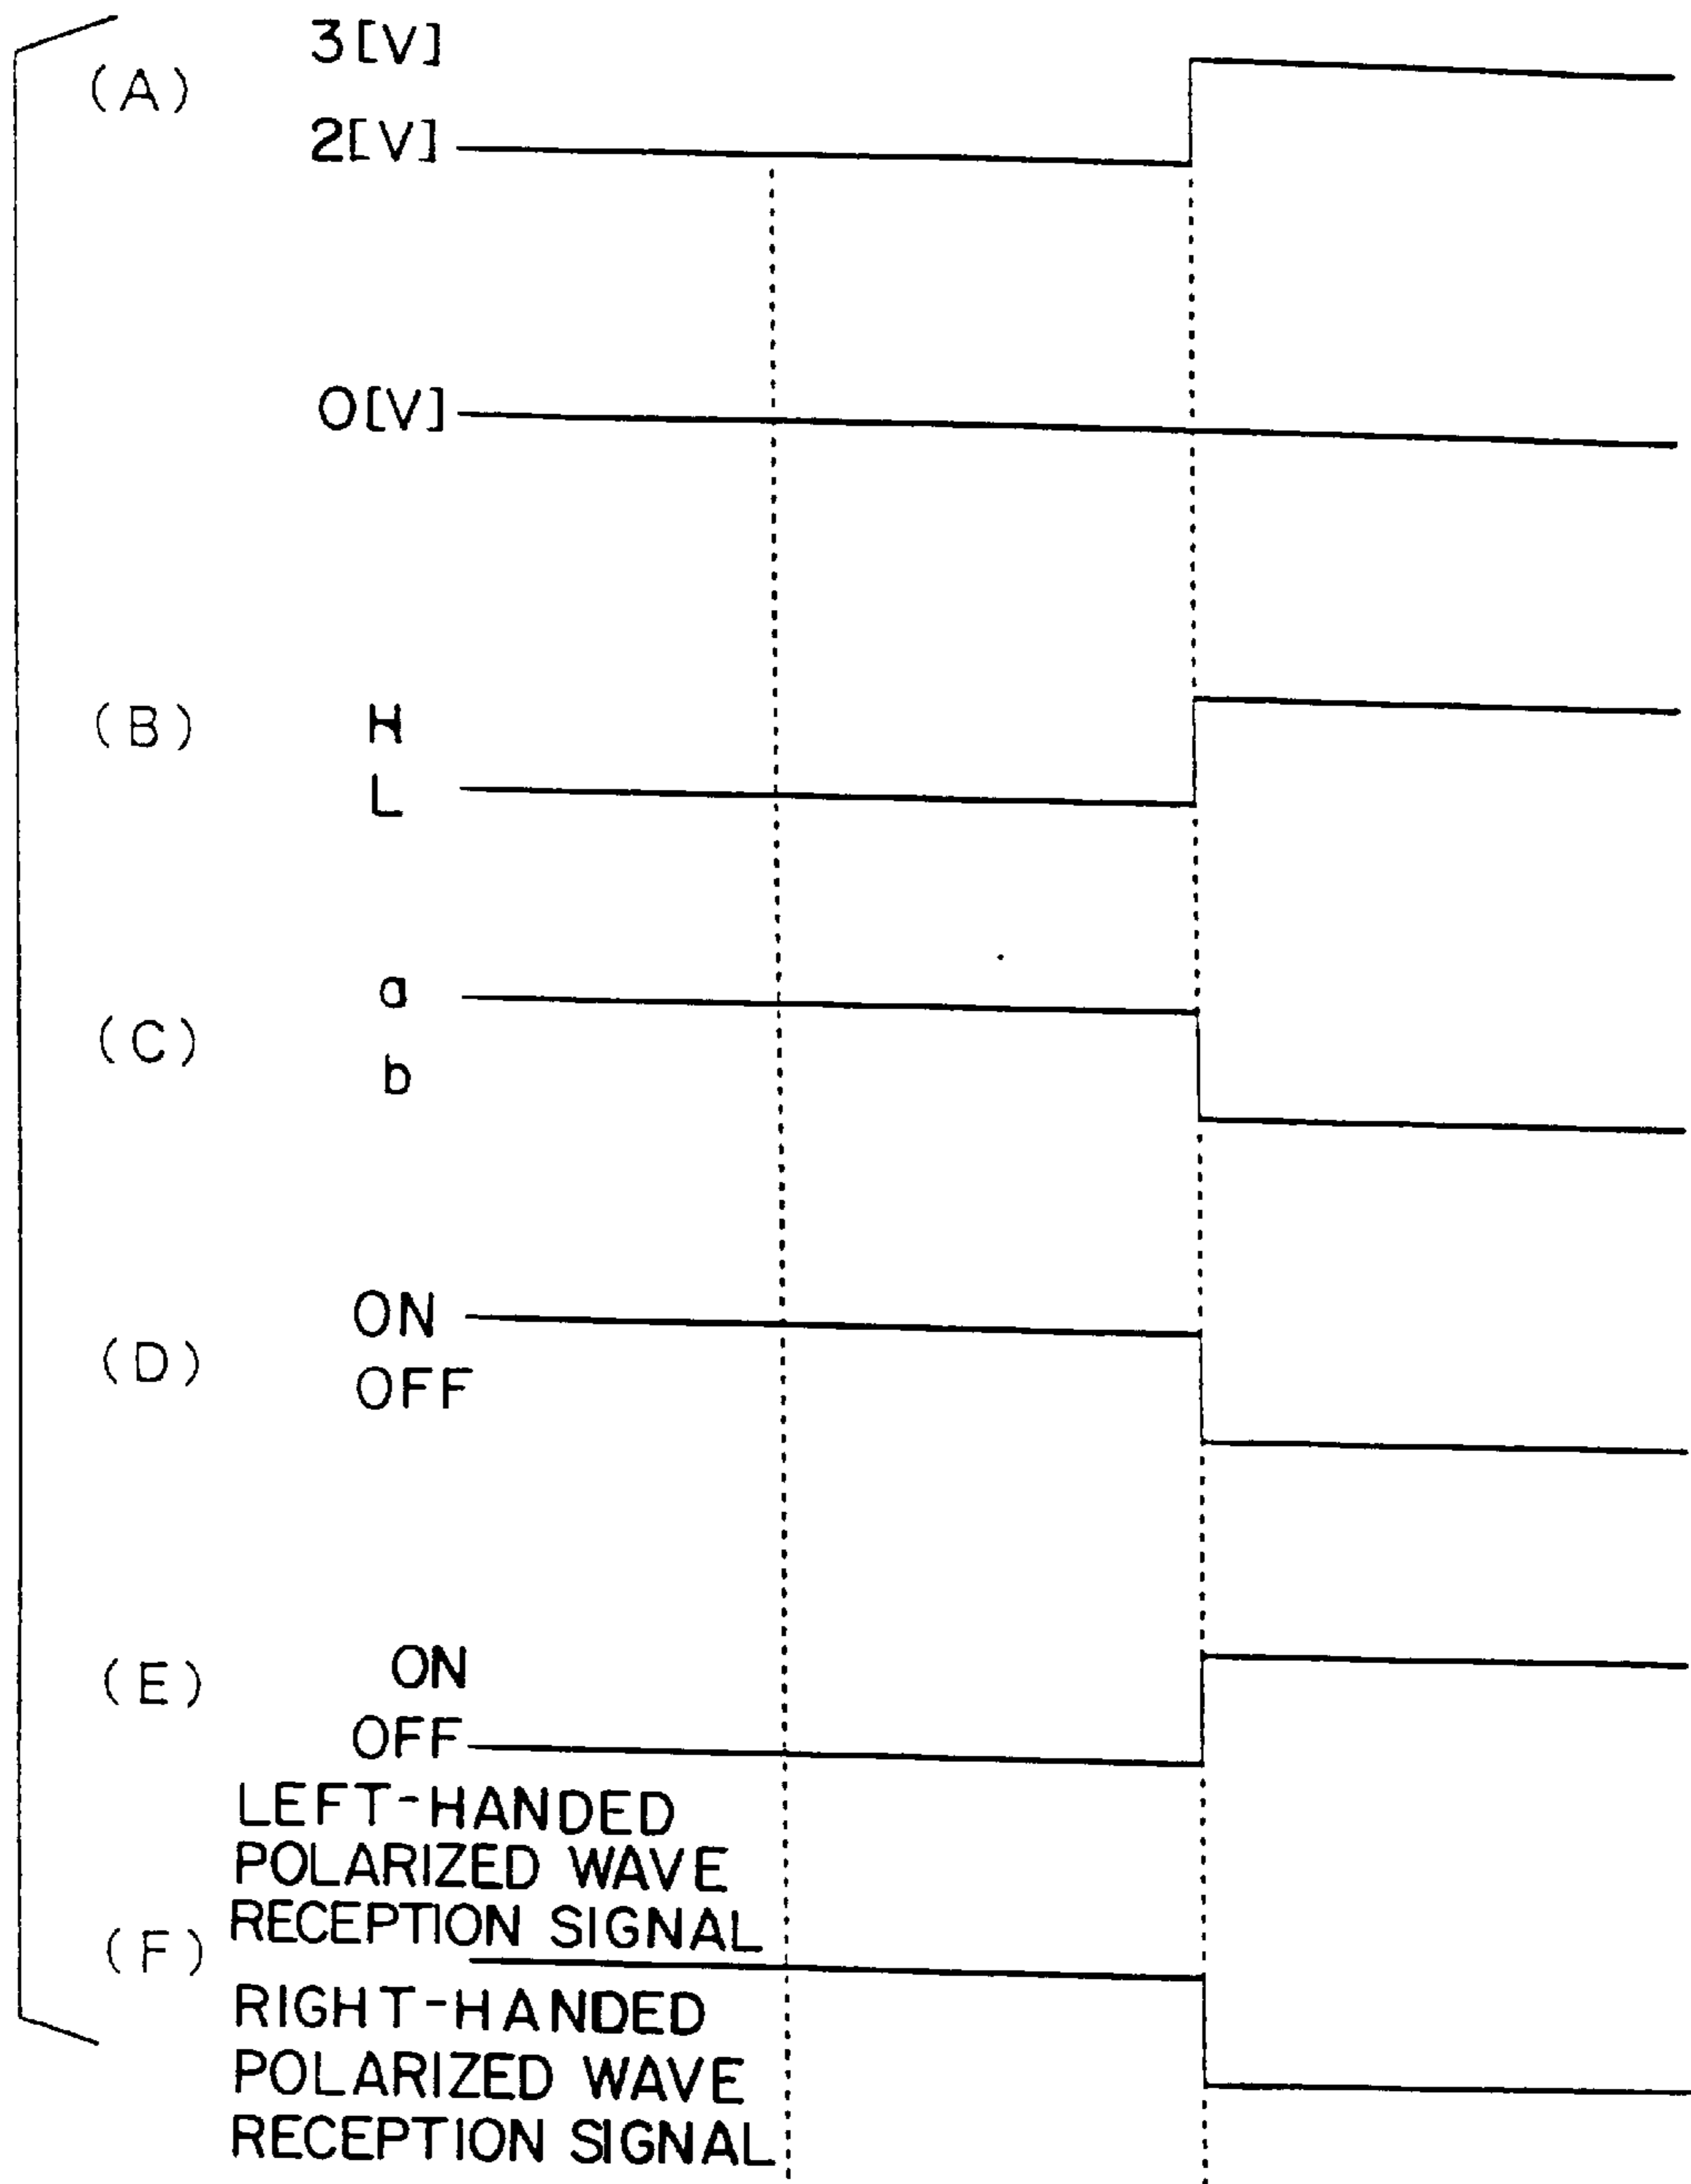 (A)
3[V]
2[V]
0[V]
(B)
H
L
(C)
a
b
(D)
ON
OFF
(E)
ON
OFF
(F)
LEFT-HANDED
POLARIZED WAVE
RECEPTION SIGNAL
RIGHT-HANDED
POLARIZED WAVE
RECEPTION SIGNAL